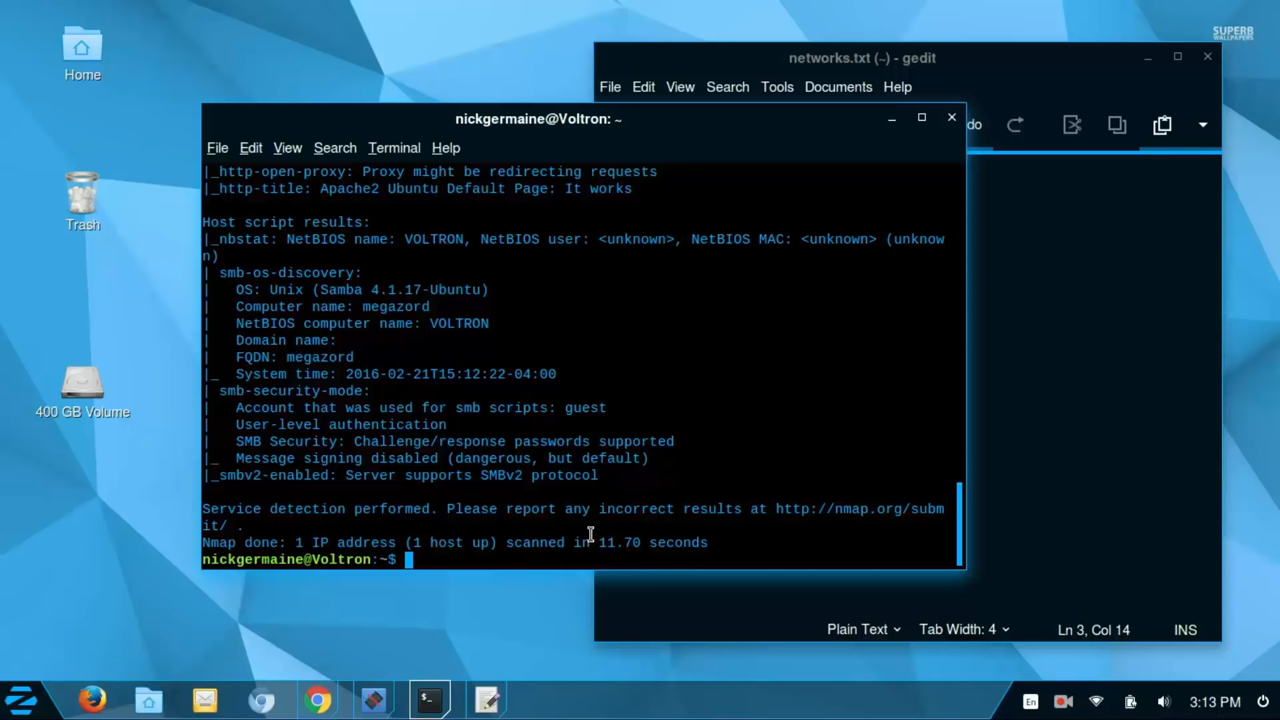 SUPERB
WALLPAPERS
Home
Trash
400 GB Volume
networks.txt (~) - gedit
File Edit View Search Tools Documents Help
do
nickgermaine@Voltron: ~
File Edit View Search Terminal Help
|_http-open-proxy: Proxy might be redirecting requests
|_http-title: Apache2 Ubuntu Default Page: It works
Host script results:
|_nbstat: NetBIOS name: VOLTRON, NetBIOS user: <unknown>, NetBIOS MAC: <unknown> (unknow
n)
| smb-os-discovery:
|   OS: Unix (Samba 4.1.17-Ubuntu)
|   Computer name: megazord
|   NetBIOS computer name: VOLTRON
|   Domain name:
|   FQDN: megazord
|_  System time: 2016-02-21T15:12:22-04:00
| smb-security-mode:
|   Account that was used for smb scripts: guest
|   User-level authentication
|   SMB Security: Challenge/response passwords supported
|_  Message signing disabled (dangerous, but default)
|_smbv2-enabled: Server supports SMBv2 protocol
Service detection performed. Please report any incorrect results at http://nmap.org/subm
it/ .
Nmap done: 1 IP address (1 host up) scanned in 11.70 seconds
nickgermaine@Voltron:~$
Plain Text Tab Width: 4 Ln 3, Col 14 INS
En 3:13 PM